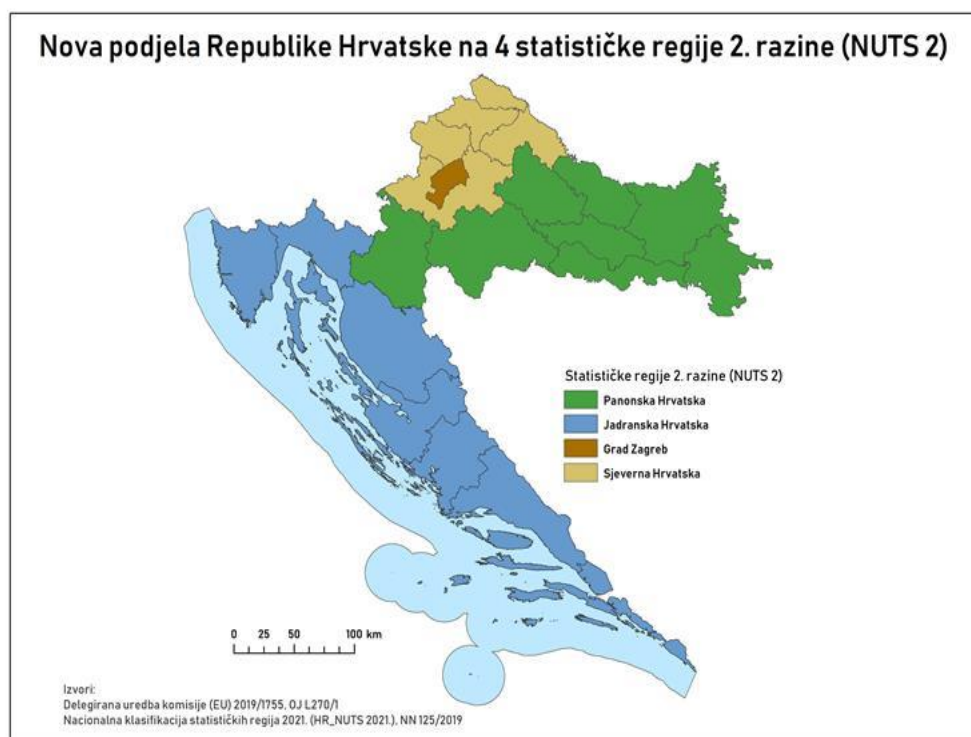 Nova podjela Republike Hrvatske na 4 statističke regije 2. razine (NUTS 2)
Statističke regije 2. razine (NUTS 2)
Panonska Hrvatska
Jadranska Hrvatska
Grad Zagreb
Sjeverna Hrvatska
0 25 50 100 km
Izvori:
Delegirana uredba komisije (EU) 2019/1755. OJ L270/1
Nacionalna klasifikacija statističkih regija 2021. (HR_NUTS 2021.). NN 125/2019